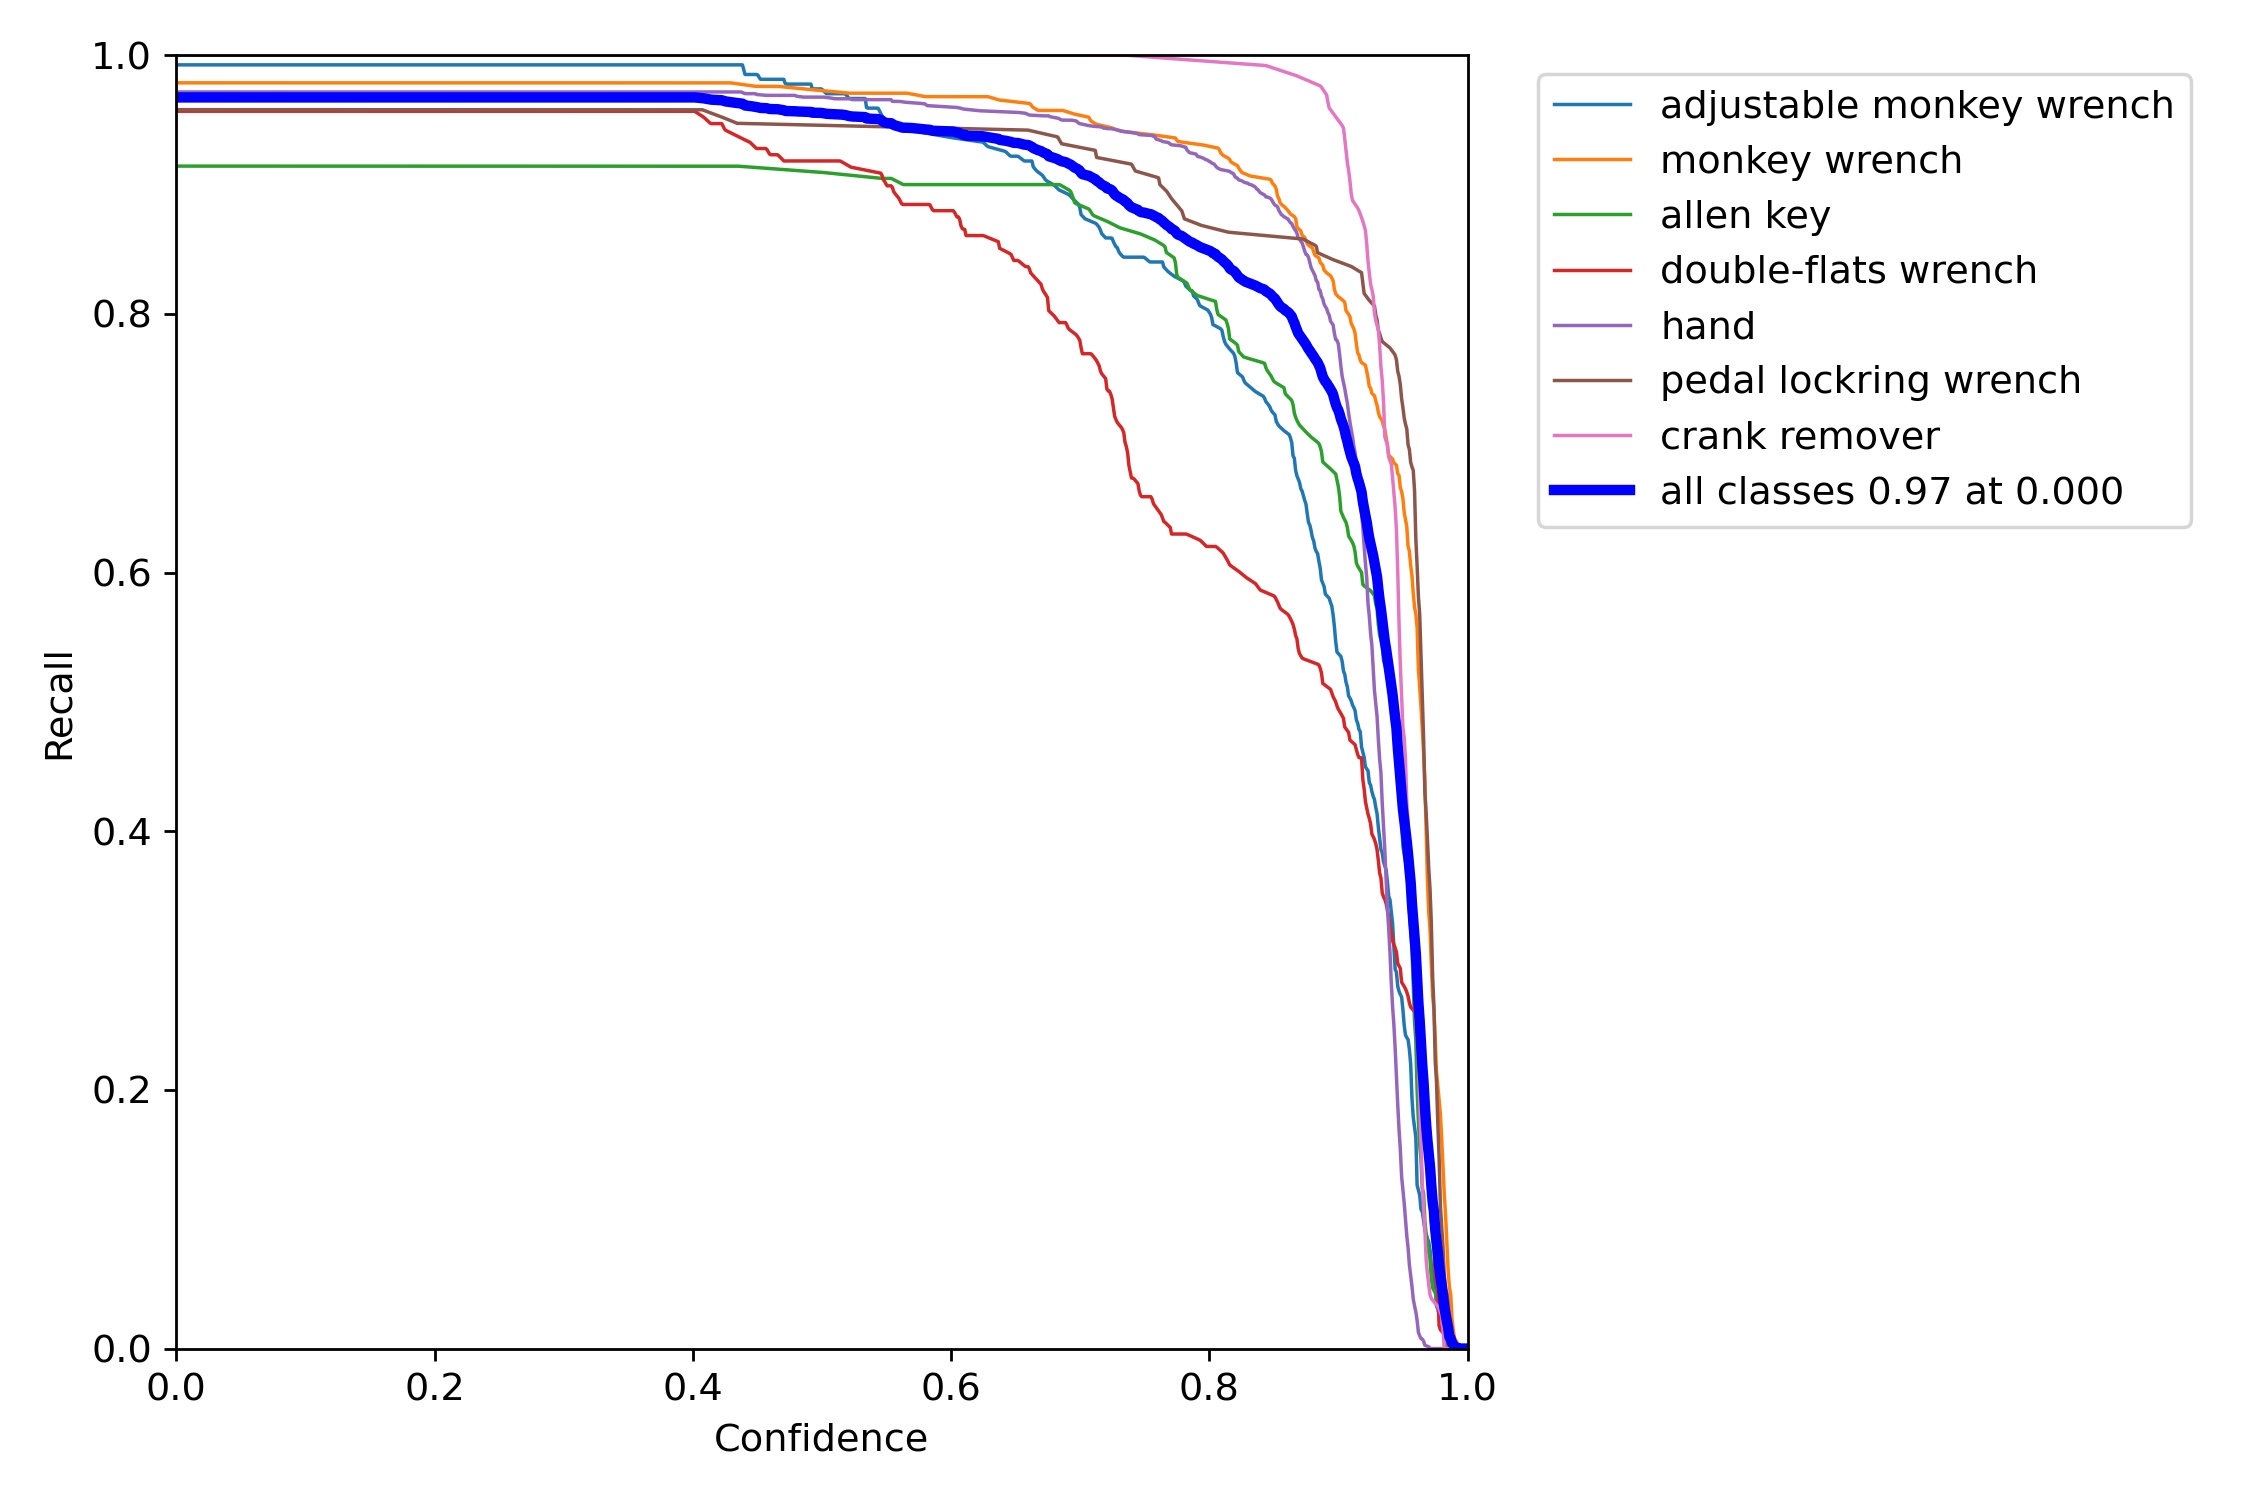 1.0
0.8
0.6
0.4
0.2
0.0
Recall
0.0 0.2 0.4 0.6 0.8 1.0
Confidence
adjustable monkey wrench
monkey wrench
allen key
double-flats wrench
hand
pedal lockring wrench
crank remover
all classes 0.97 at 0.000